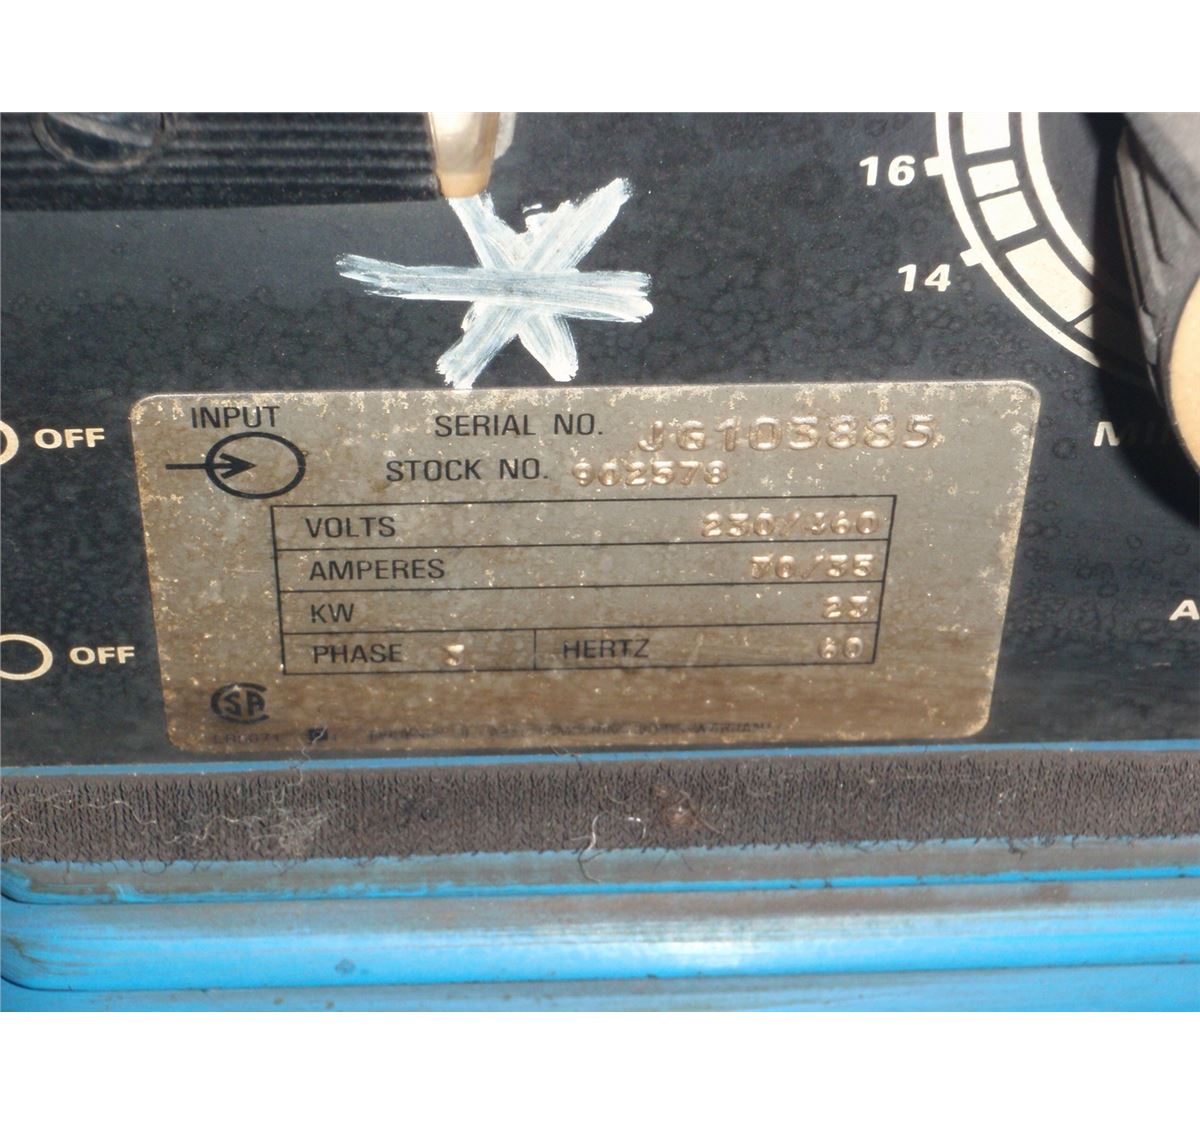 16
14
OFF
INPUT
SERIAL NO. JG103885
STOCK NO. 902578
VOLTS 230/460
AMPERES 70/35
KW 23
PHASE 3 HERTZ 60
OFF
SA